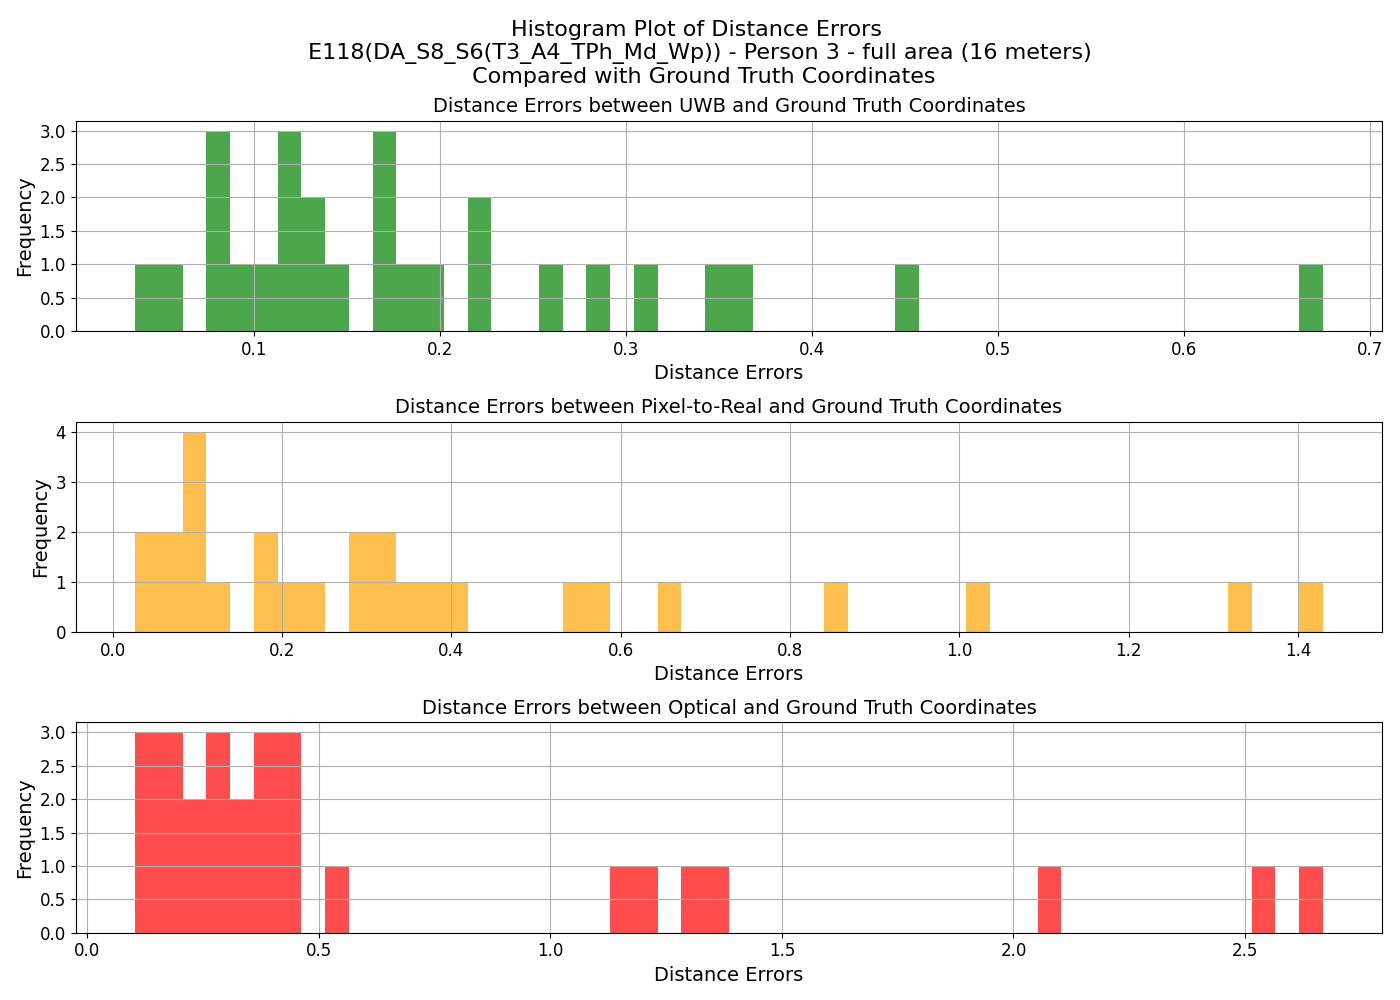 Histogram Plot of Distance Errors
E118(DA_S8_S6(T3_A4_TPh_Md_Wp)) - Person 3 - full area (16 meters)
Compared with Ground Truth Coordinates
Distance Errors between UWB and Ground Truth Coordinates
Frequency
3.0
2.5
2.0
1.5
1.0
0.5
0.0
0.1 0.2 0.3 0.4 0.5 0.6 0.7
Distance Errors
Distance Errors between Pixel-to-Real and Ground Truth Coordinates
Frequency
4
3
2
1
0
0.0 0.2 0.4 0.6 0.8 1.0 1.2 1.4
Distance Errors
Distance Errors between Optical and Ground Truth Coordinates
Frequency
3.0
2.5
2.0
1.5
1.0
0.5
0.0
0.0 0.5 1.0 1.5 2.0 2.5
Distance Errors